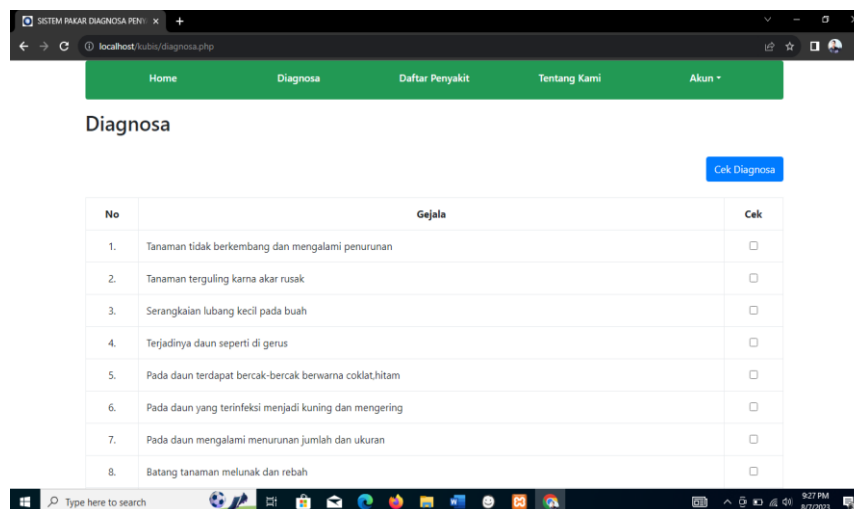 SISTEM PAKAR DIAGNOSA PENY
localhost/kubis/diagnosa.php
Home Diagnosa Daftar Penyakit Tentang Kami Akun
Diagnosa
Cek Diagnosa
No Gejala Cek
1. Tanaman tidak berkembang dan mengalami penurunan
2. Tanaman terguling karna akar rusak
3. Serangkaian lubang kecil pada buah
4. Terjadinya daun seperti di gerus
5. Pada daun terdapat bercak-bercak berwarna coklat,hitam
6. Pada daun yang terinfeksi menjadi kuning dan mengering
7. Pada daun mengalami menurunan jumlah dan ukuran
8. Batang tanaman melunak dan rebah
Type here to search
9:27 PM
8/7/2023